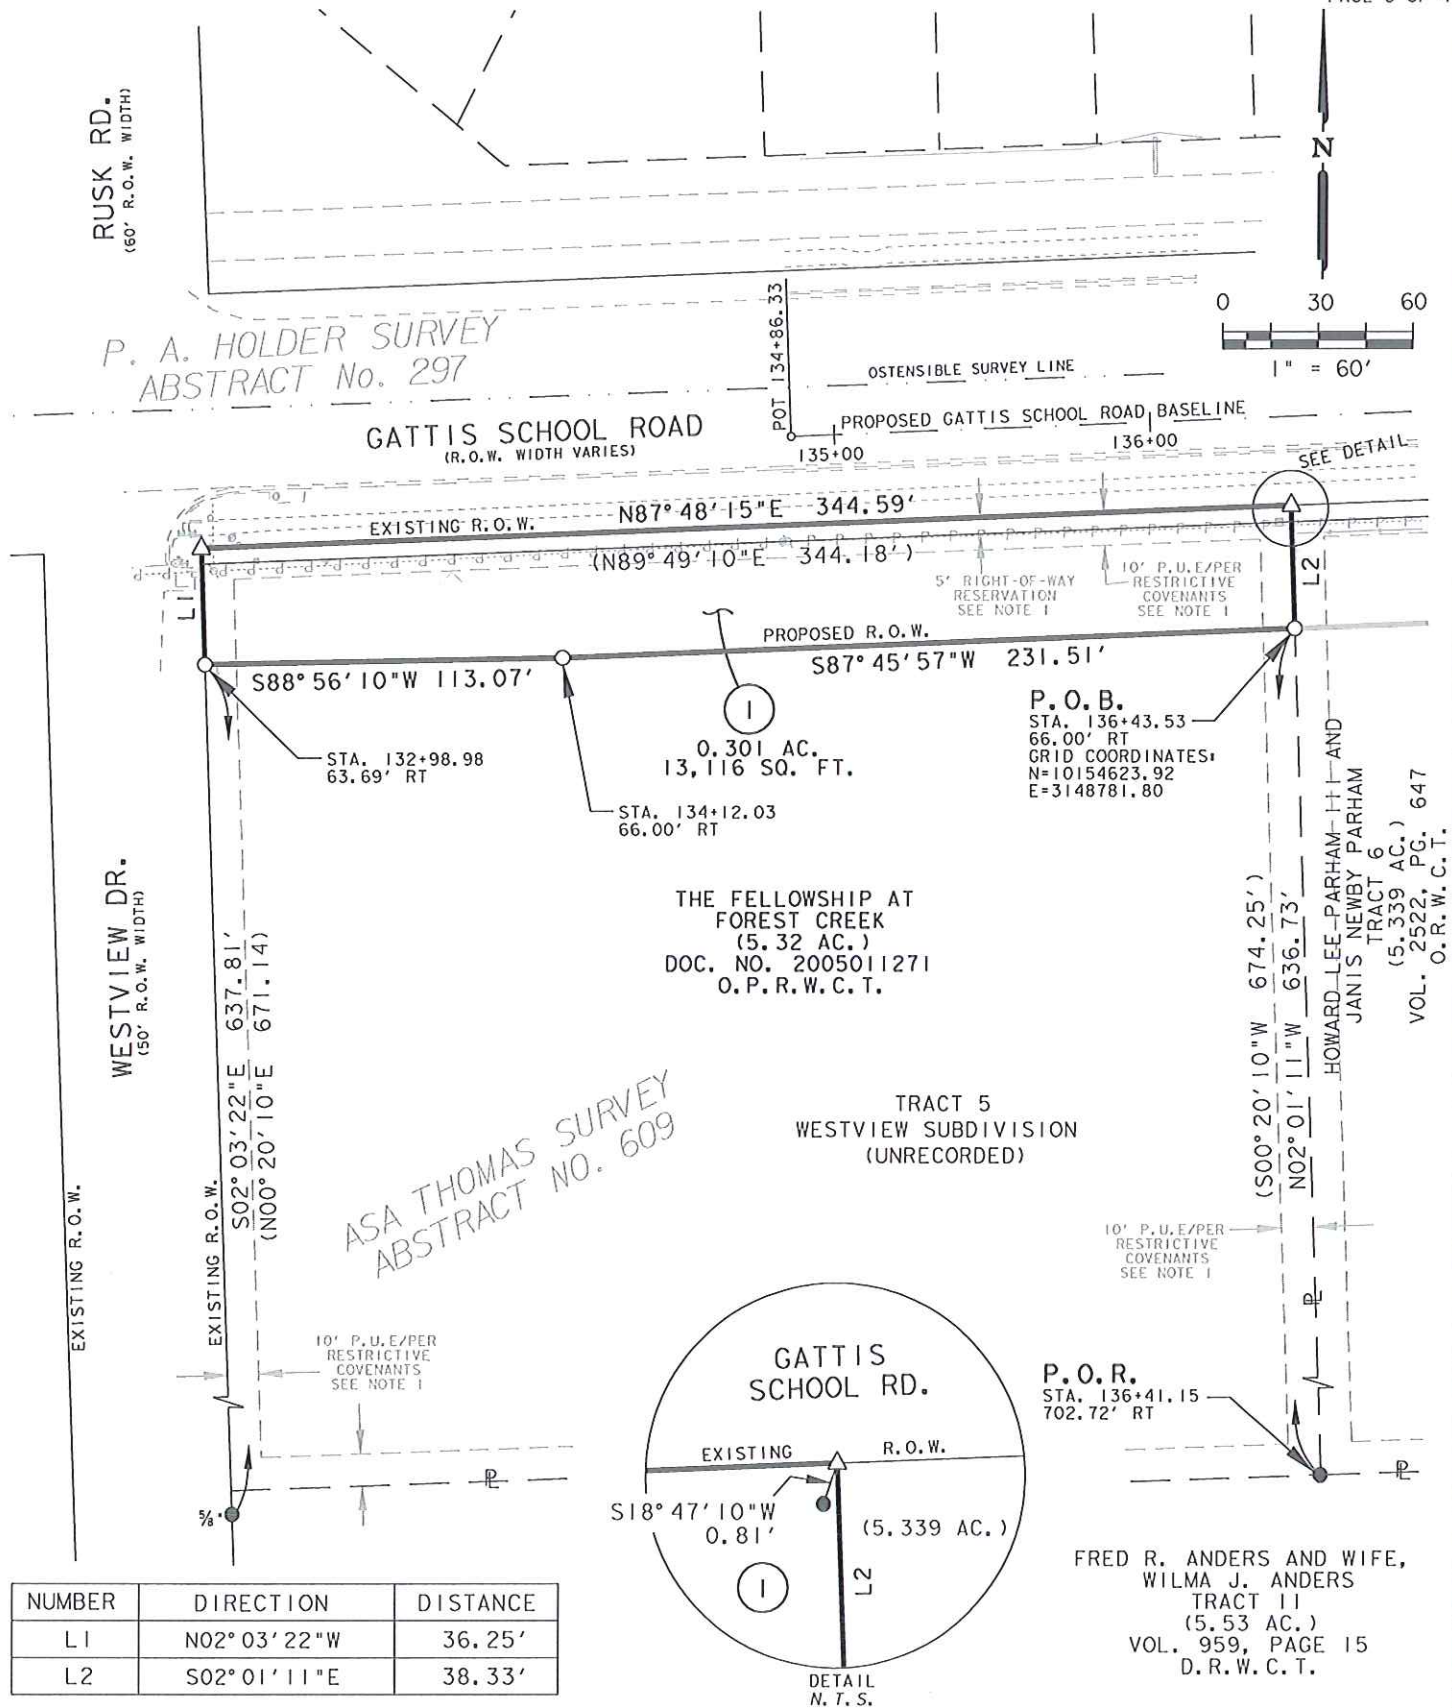 RUSK RD.
(60' R.O.W. WIDTH)
N
0 30 60
1" = 60'
P. A. HOLDER SURVEY
ABSTRACT No. 297
POT 134+86.33
OSTENSIBLE SURVEY LINE
GATTIS SCHOOL ROAD
(R.O.W. WIDTH VARIES)
PROPOSED GATTIS SCHOOL ROAD BASELINE
135+00
136+00
SEE DETAIL
EXISTING R.O.W.
N87°48'15"E 344.59'
(N89°49'10"E 344.18')
5' RIGHT-OF-WAY
RESERVATION
SEE NOTE 1
10' P.U.E/PER
RESTRICTIVE
COVENANTS
SEE NOTE 1
L1
L2
PROPOSED R.O.W.
S88°56'10"W 113.07'
S87°45'57"W 231.51'
1
0.301 AC.
13,116 SQ. FT.
STA. 132+98.98
63.69' RT
STA. 134+12.03
66.00' RT
P.O.B.
STA. 136+43.53
66.00' RT
GRID COORDINATES:
N=10154623.92
E=3148781.80
WESTVIEW DR.
(50' R.O.W. WIDTH)
THE FELLOWSHIP AT
FOREST CREEK
(5.32 AC.)
DOC. NO. 2005011271
O.P.R.W.C.T.
HOWARD LEE PARHAM III AND
JANIS NEWBY PARHAM
TRACT 6
(5.339 AC.)
VOL. 2522, PG. 647
O.R.W.C.T.
S02°03'22"E 637.81'
(N00°20'10"E 671.14)
(S00°20'10"W 674.25')
N02°01'11"W 636.73'
ASA THOMAS SURVEY
ABSTRACT NO. 609
TRACT 5
WESTVIEW SUBDIVISION
(UNRECORDED)
EXISTING R.O.W.
EXISTING R.O.W.
10' P.U.E/PER
RESTRICTIVE
COVENANTS
SEE NOTE 1
10' P.U.E/PER
RESTRICTIVE
COVENANTS
SEE NOTE 1
P.O.R.
STA. 136+41.15
702.72' RT
5/8"
GATTIS
SCHOOL RD.
EXISTING R.O.W.
S18°47'10"W
0.81'
(5.339 AC.)
1
L2
DETAIL
N.T.S.
FRED R. ANDERS AND WIFE,
WILMA J. ANDERS
TRACT 11
(5.53 AC.)
VOL. 959, PAGE 15
D.R.W.C.T.
NUMBER DIRECTION DISTANCE
L1 N02°03'22"W 36.25'
L2 S02°01'11"E 38.33'